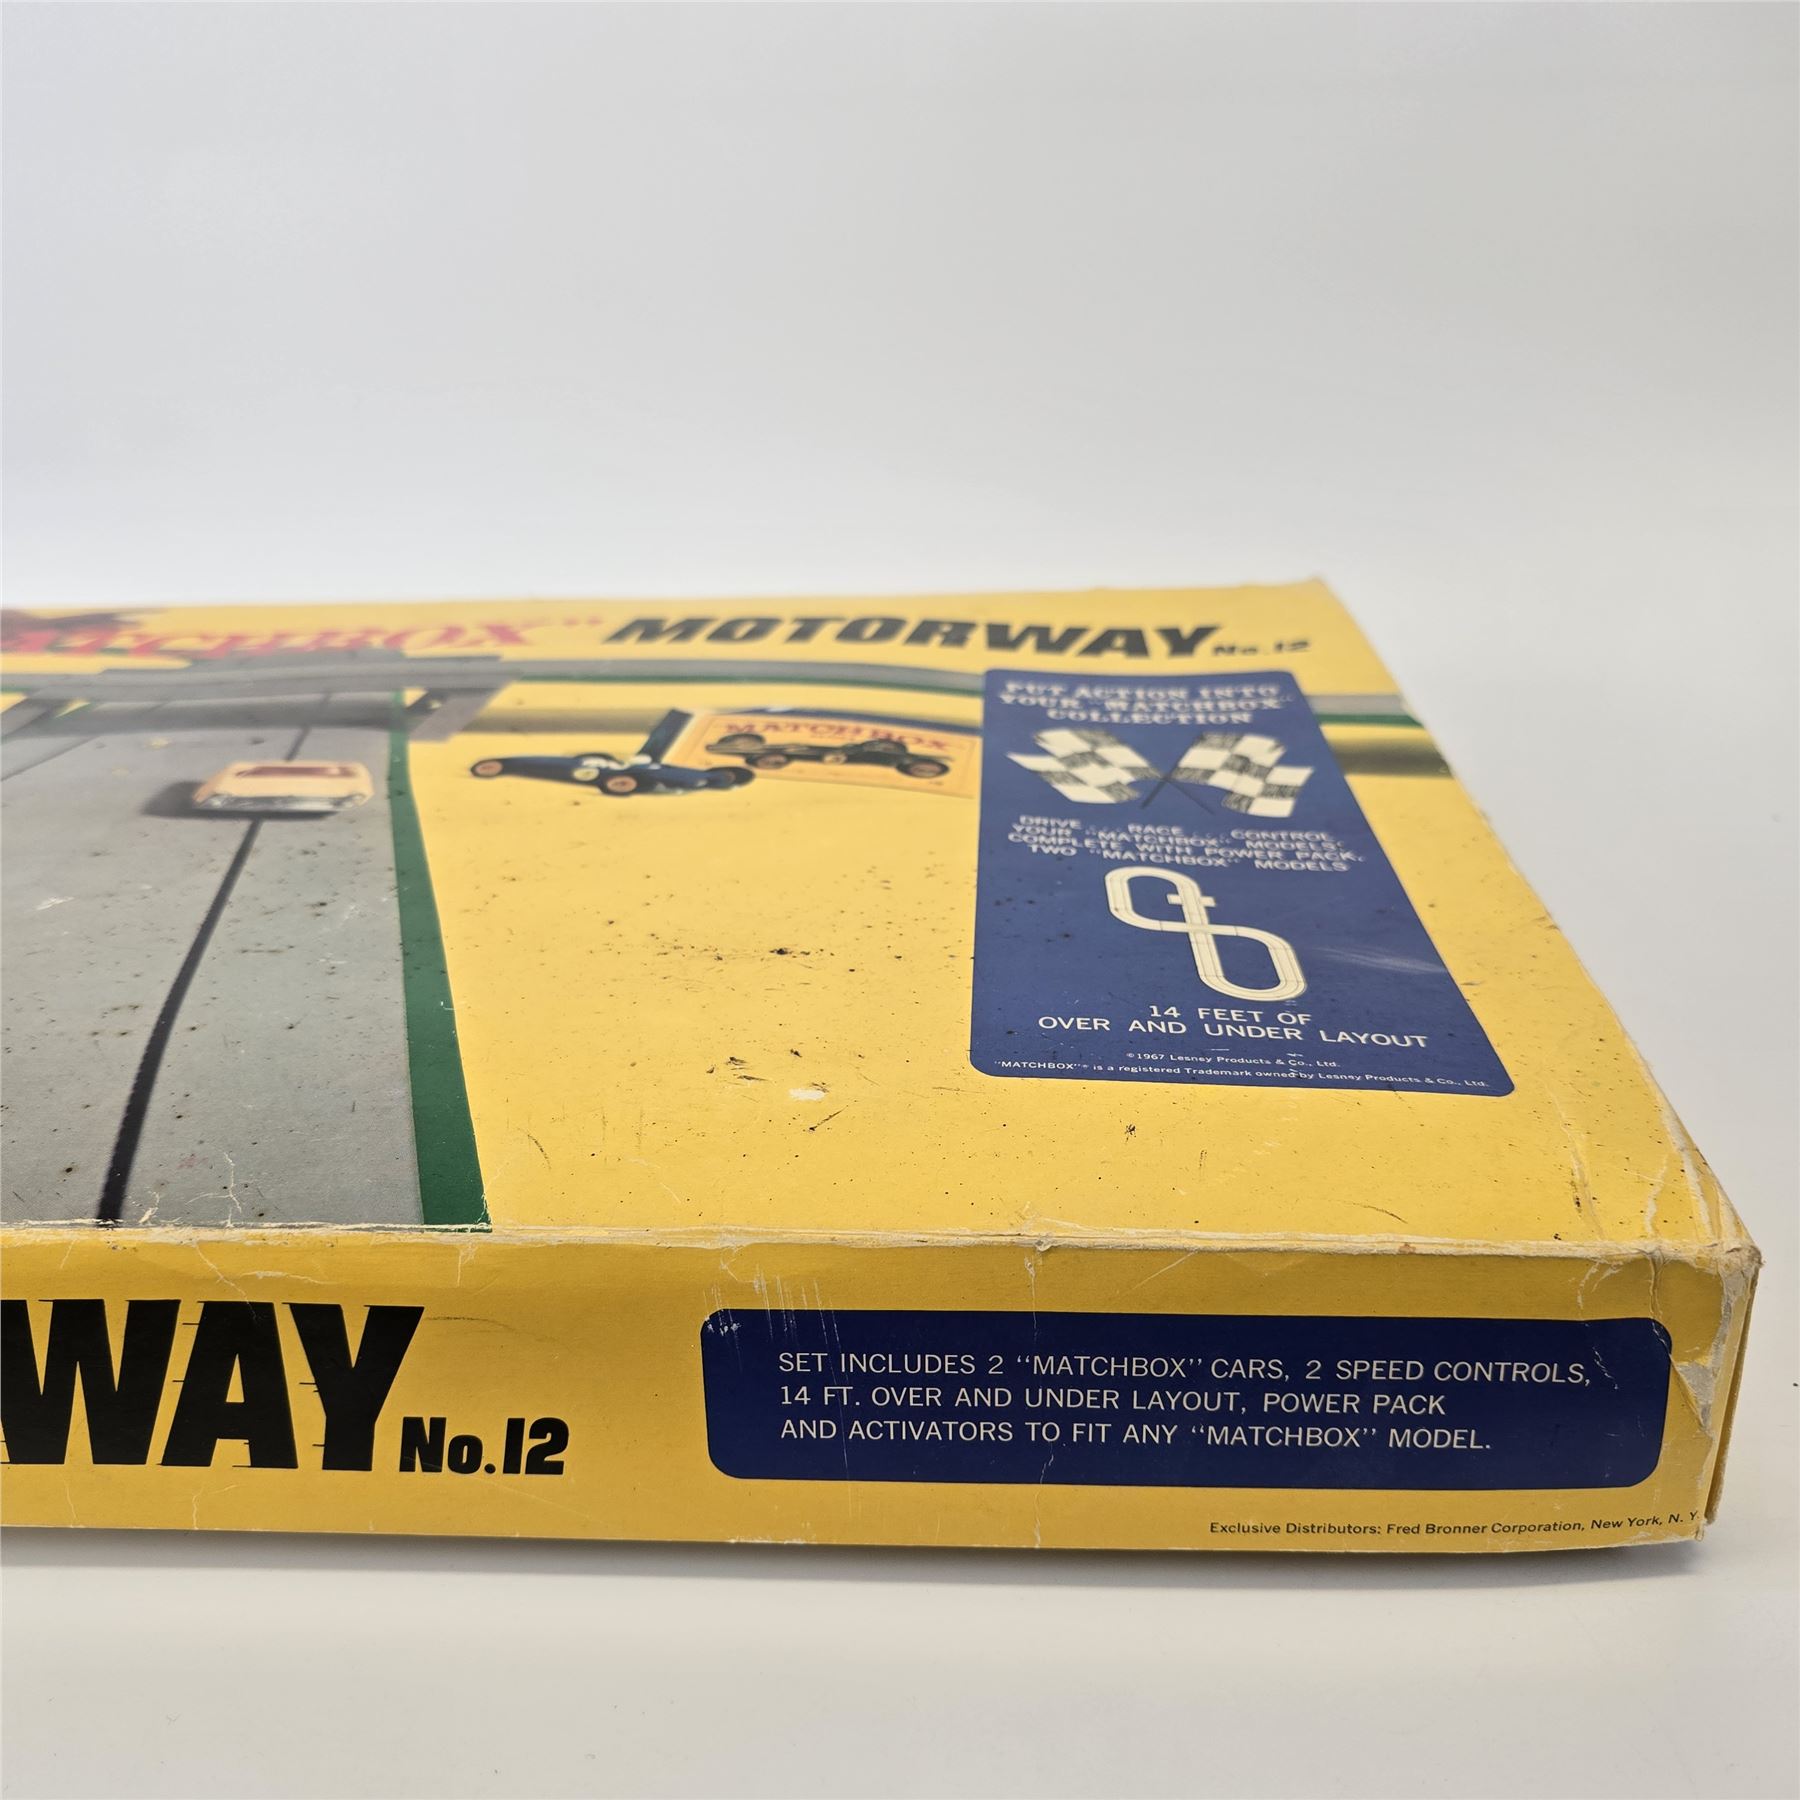 MATCHBOX" MOTORWAY No.12
PUT ACTION INTO
YOUR "MATCHBOX"
COLLECTION
MATCHBOX
DRIVE ... RACE ... CONTROL
YOUR "MATCHBOX" MODELS.
COMPLETE WITH POWER PACK,
TWO "MATCHBOX" MODELS
14 FEET OF
OVER AND UNDER LAYOUT
©1967 Lesney Products & Co., Ltd.
"MATCHBOX"® is a registered Trademark owned by Lesney Products & Co., Ltd.
WAY No.12
SET INCLUDES 2 "MATCHBOX" CARS, 2 SPEED CONTROLS,
14 FT. OVER AND UNDER LAYOUT, POWER PACK
AND ACTIVATORS TO FIT ANY "MATCHBOX" MODEL.
Exclusive Distributors: Fred Bronner Corporation, New York, N. Y.